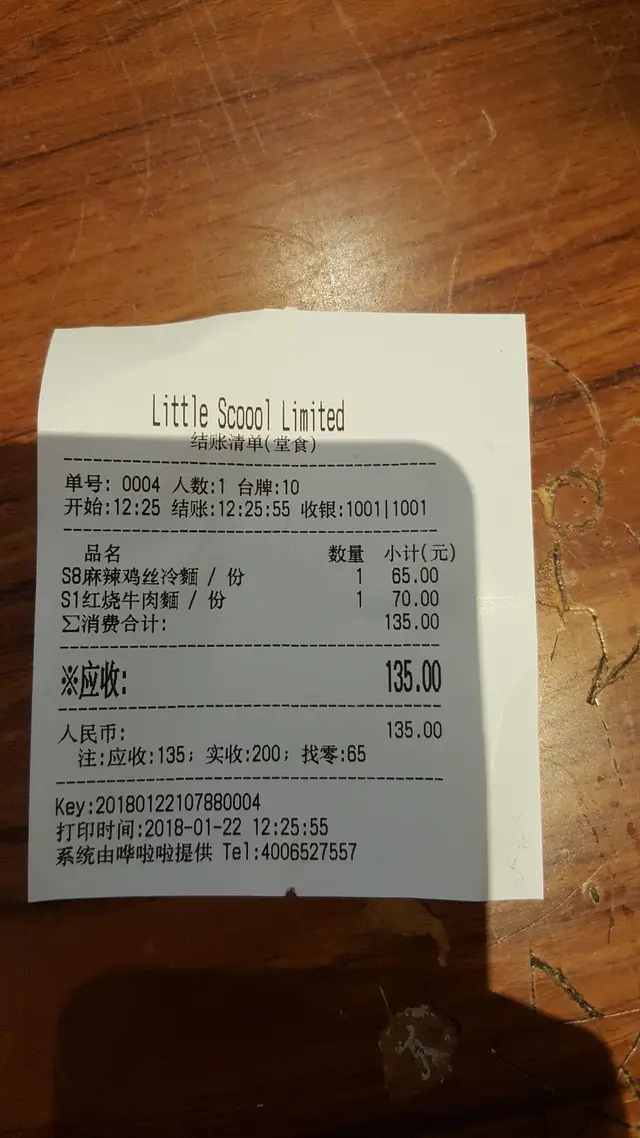 Little Scoool Limited
结账清单(堂食)
单号: 0004 人数:1 台牌:10
开始:12:25 结账:12:25:55 收银:1001|1001
品名 数量 小计(元)
S8麻辣鸡丝冷麵 / 份 1 65.00
S1红烧牛肉麵 / 份 1 70.00
∑消费合计: 135.00
※应收: 135.00
人民币: 135.00
注:应收:135; 实收:200; 找零:65
Key:20180122107880004
打印时间:2018-01-22 12:25:55
系统由哗啦啦提供 Tel:4006527557